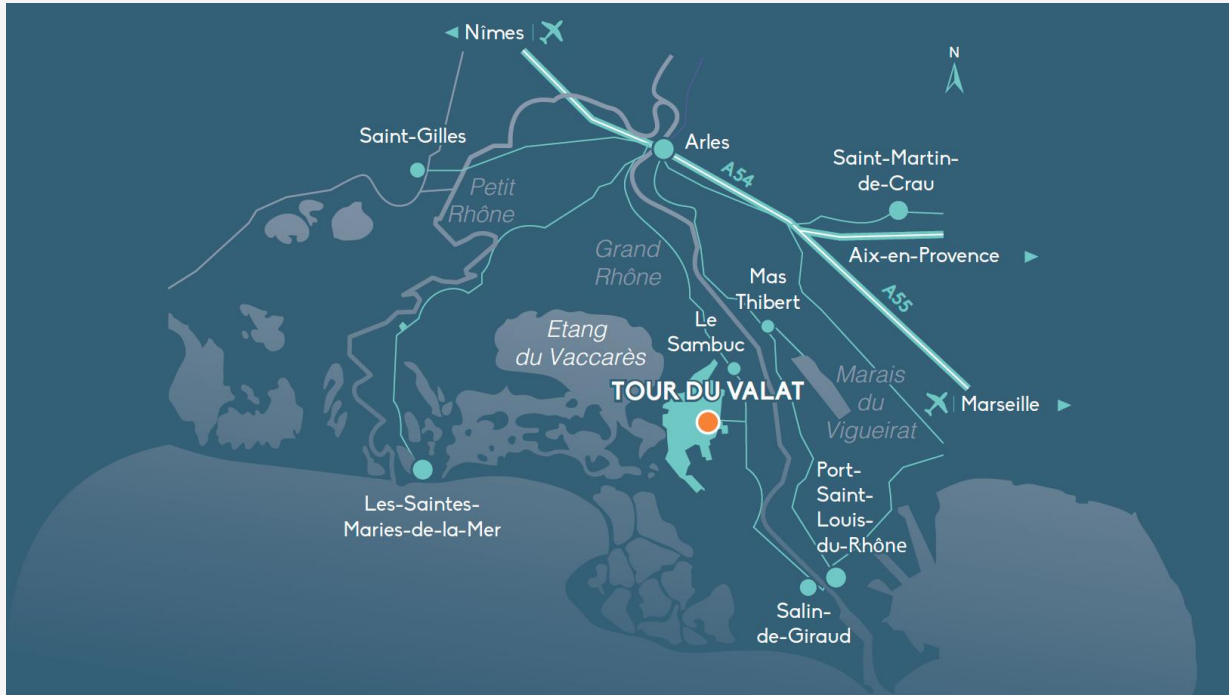 Nîmes
N
Saint-Gilles
Arles
A54
Saint-Martin-
de-Crau
Petit
Rhône
Grand
Rhône
Aix-en-Provence
Mas
Thibert
A55
Le
Sambuc
Etang
du Vaccarès
TOUR DU VALAT
Marais
du
Vigueirat
Marseille
Les-Saintes-
Maries-de-la-Mer
Port-
Saint-
Louis-
du-Rhône
Salin-
de-Giraud